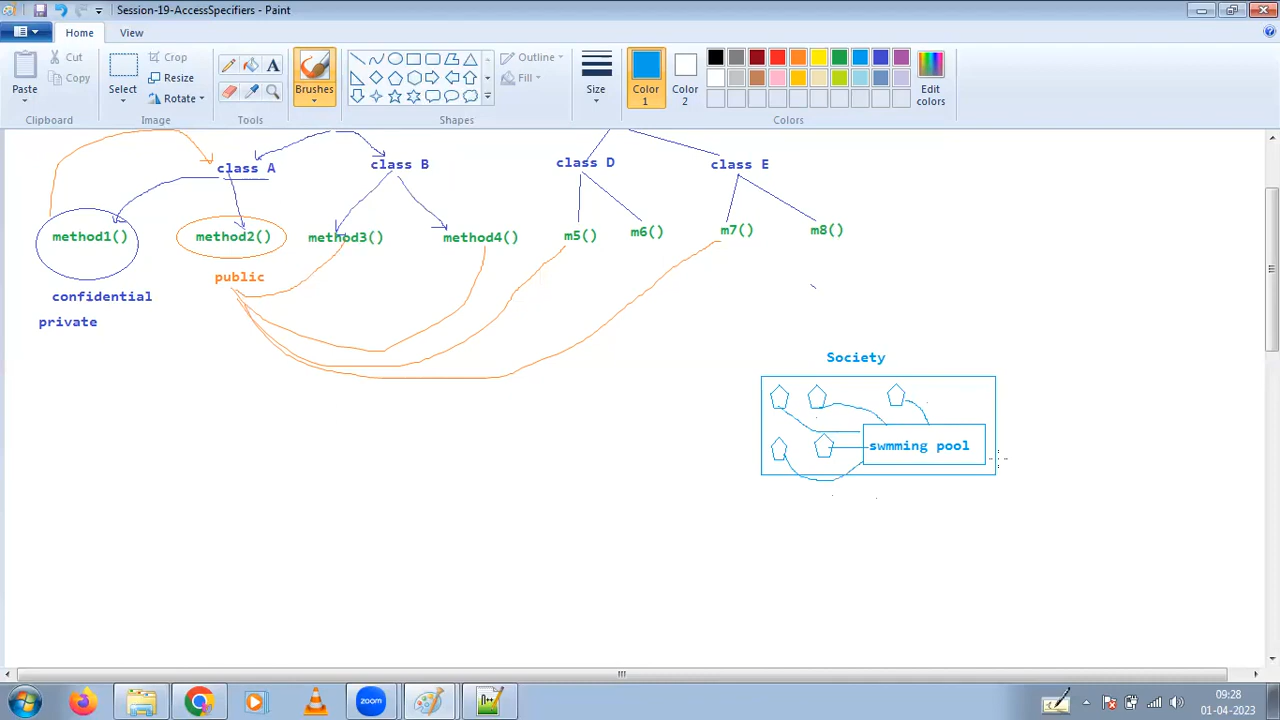 Session-19-AccessSpecifiers - Paint
Home View
Paste
Cut
Copy
Clipboard
Select
Crop
Resize
Rotate
Image
Tools
Brushes
Shapes
Outline
Fill
Size
Color 1
Color 2
Edit colors
Colors
class A class B class D class E
method1() method2() method3() method4() m5() m6() m7() m8()
public
confidential
private
Society
swmming pool
zoom
09:28
01-04-2023